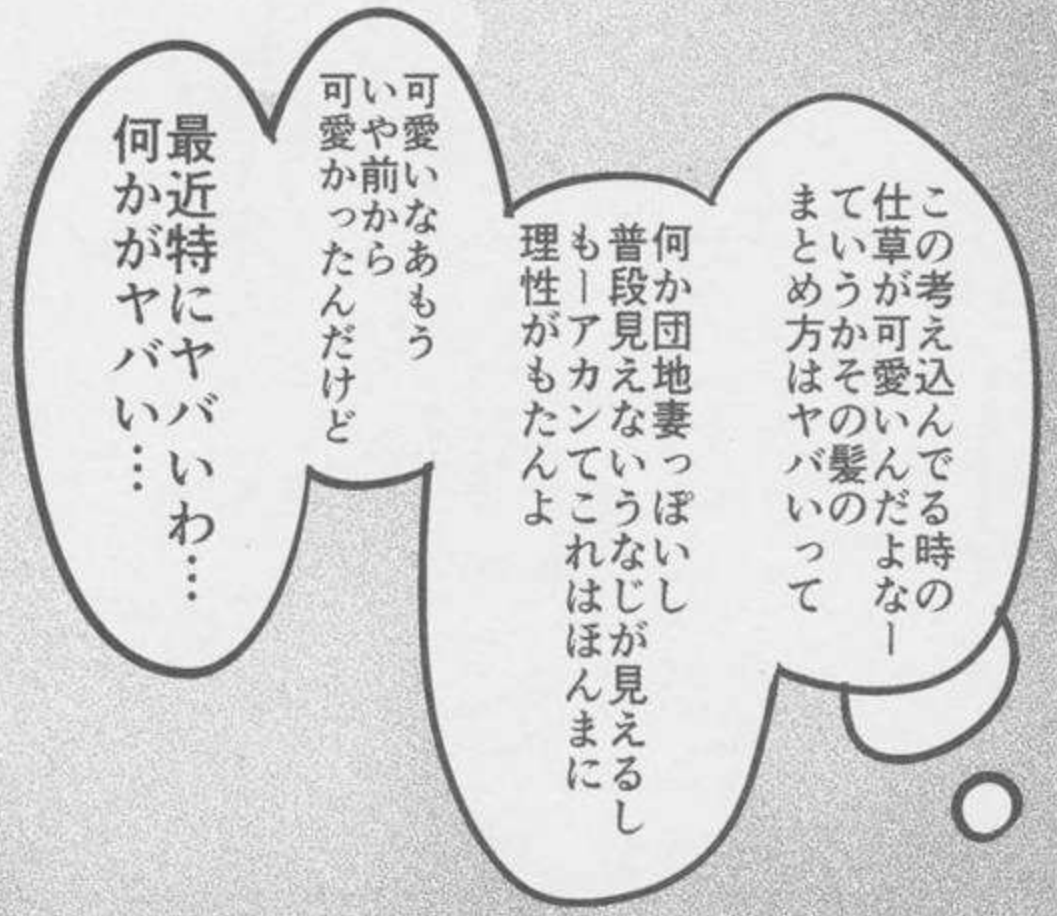 この考え込んでる時の
仕草が可愛いんだよなー
ていうかその髪の
まとめ方はヤバいって
何か団地妻っぽいし
普段見えないうなじが見えるし
もーアカンてこれはほんまに
理性がもたんよ
可愛いなあもう
いや前から
可愛かったんだけど
最近特にヤバいわ…
何かがヤバい…